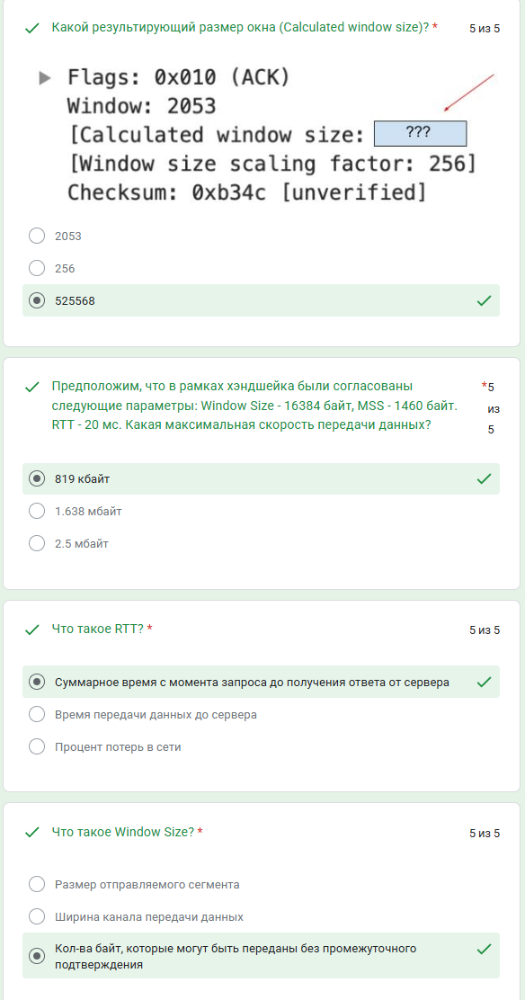 Какой результирующий размер окна (Calculated window size)? *
5 из 5
Flags: 0x010 (ACK)
Window: 2053
[Calculated window size: ???
[Window size scaling factor: 256]
Checksum: 0xb34c [unverified]
2053
256
525568
Предположим, что в рамках хэндшейка были согласованы
следующие параметры: Window Size - 16384 байт, MSS - 1460 байт.
RTT - 20 мс. Какая максимальная скорость передачи данных?
*5
из
5
819 кбайт
1.638 мбайт
2.5 мбайт
Что такое RTT? *
5 из 5
Суммарное время с момента запроса до получения ответа от сервера
Время передачи данных до сервера
Процент потерь в сети
Что такое Window Size? *
5 из 5
Размер отправляемого сегмента
Ширина канала передачи данных
Кол-ва байт, которые могут быть переданы без промежуточного
подтверждения